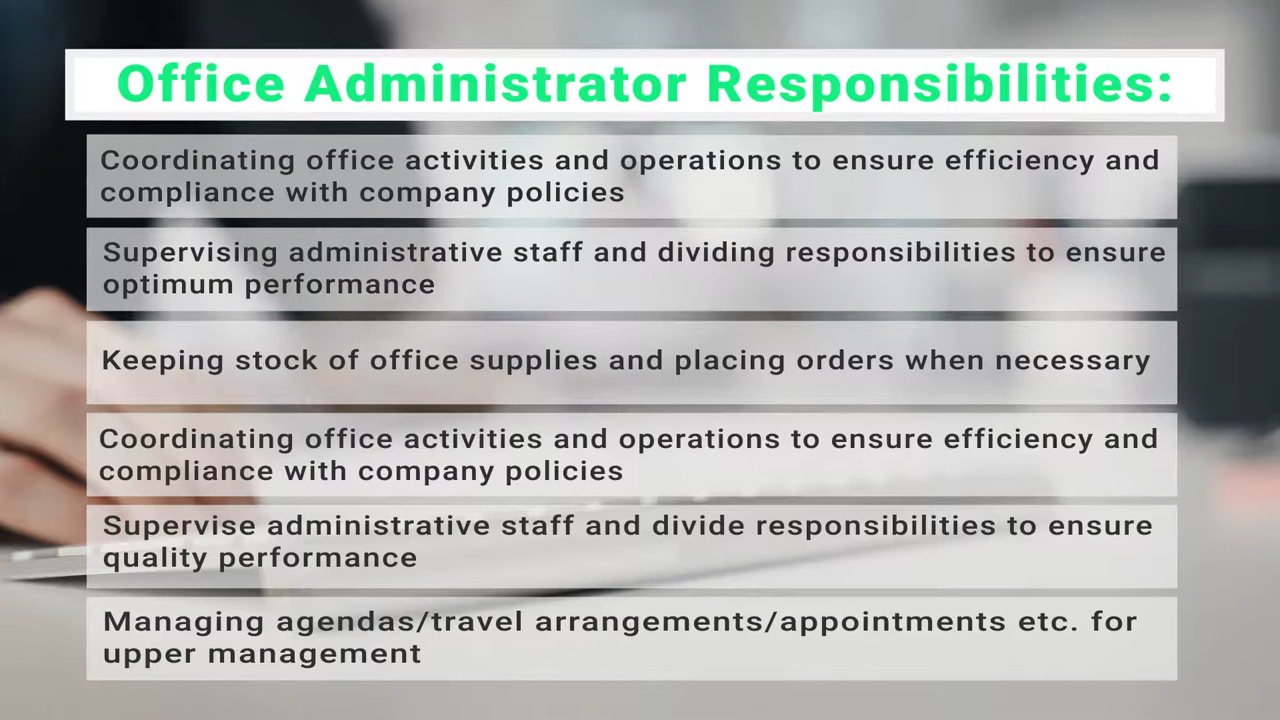 Office Administrator Responsibilities:
Coordinating office activities and operations to ensure efficiency and
compliance with company policies
Supervising administrative staff and dividing responsibilities to ensure
optimum performance
Keeping stock of office supplies and placing orders when necessary
Coordinating office activities and operations to ensure efficiency and
compliance with company policies
Supervise administrative staff and divide responsibilities to ensure
quality performance
Managing agendas/travel arrangements/appointments etc. for
upper management